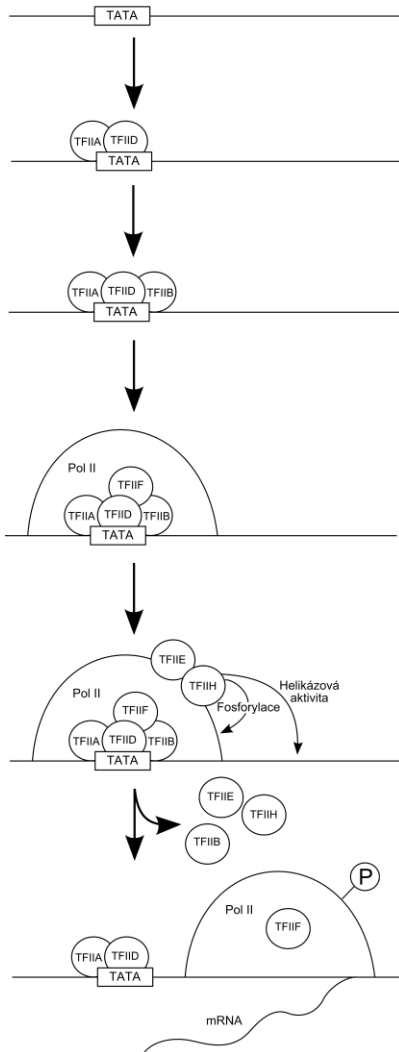 TATA
TFIIA TFIID
TATA
TFIIA TFIID TFIIB
TATA
Pol II
TFIIF
TFIIA TFIID TFIIB
TATA
TFIIE
Helikázová
aktivita
TFIIH
Pol II
Fosforylace
TFIIF
TFIIA TFIID TFIIB
TATA
TFIIE
TFIIH
TFIIB
P
Pol II
TFIIF
TFIIA TFIID
TATA
mRNA